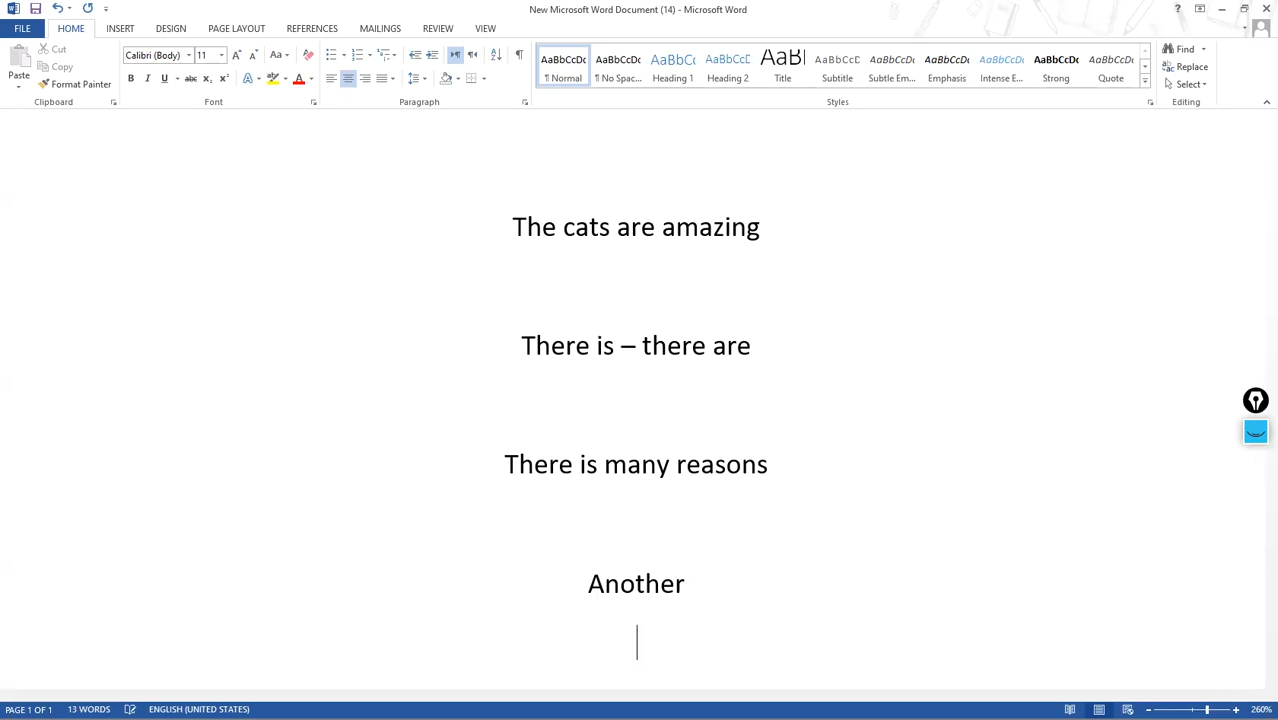 New Microsoft Word Document (14) - Microsoft Word
FILE HOME INSERT DESIGN PAGE LAYOUT REFERENCES MAILINGS REVIEW VIEW
Paste
Cut
Copy
Format Painter
Clipboard
Calibri (Body) 11
Font
Paragraph
AaBbCcDc AaBbCcDc AaBbCc AaBbCcC AaBl AaBbCcD AaBbCcDc AaBbCcDc AaBbCcDc AaBbCcDc AaBbCcDc
¶ Normal ¶ No Spac... Heading 1 Heading 2 Title Subtitle Subtle Em... Emphasis Intense E... Strong Quote
Styles
Find
Replace
Select
Editing
The cats are amazing
There is – there are
There is many reasons
Another
PAGE 1 OF 1 13 WORDS ENGLISH (UNITED STATES) 260%